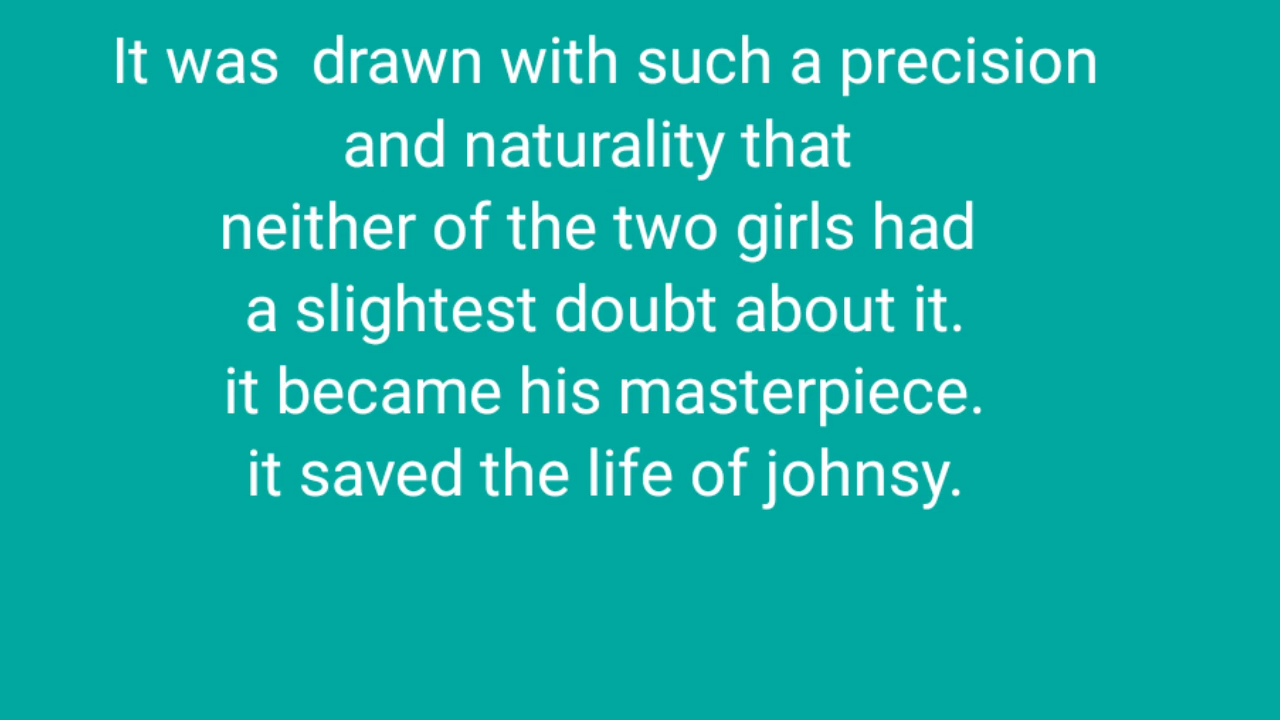 It was  drawn with such a precision
and naturality that
neither of the two girls had
a slightest doubt about it.
it became his masterpiece.
it saved the life of johnsy.